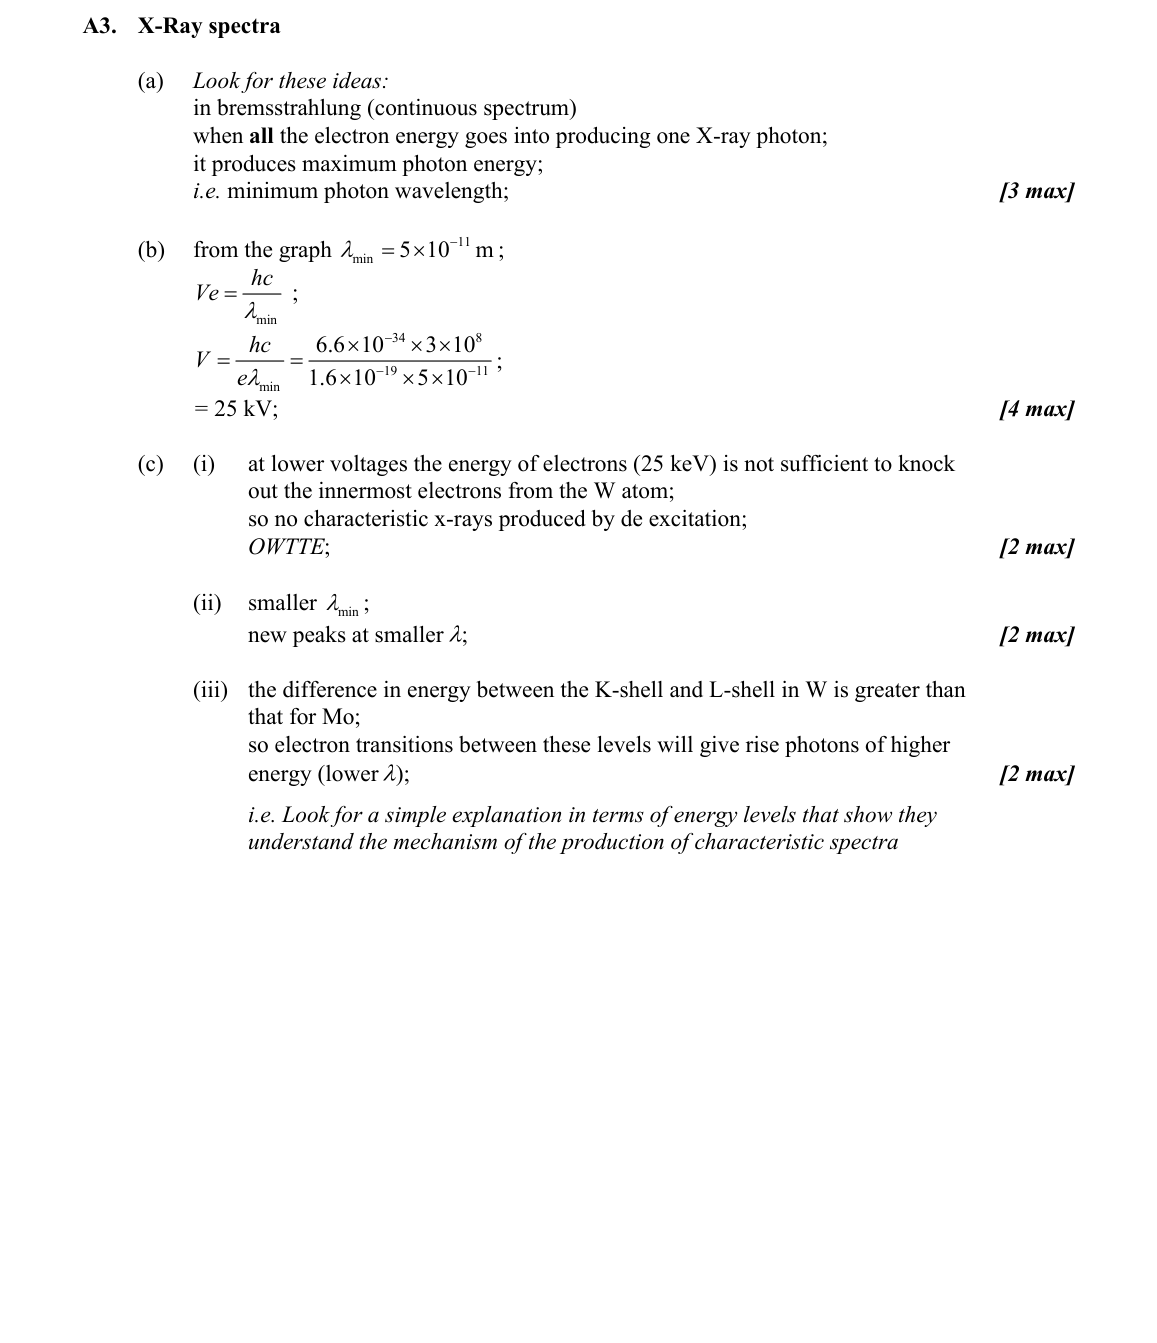 A3. X-Ray spectra
(a) Look for these ideas:
in bremsstrahlung (continuous spectrum)
when all the electron energy goes into producing one X-ray photon;
it produces maximum photon energy;
i.e. minimum photon wavelength; [3 max]
(b) from the graph λmin = 5×10⁻¹¹ m ;
Ve = hc / λmin ;
V = hc / eλmin = 6.6×10⁻³⁴ ×3×10⁸ / 1.6×10⁻¹⁹ ×5×10⁻¹¹ ;
= 25 kV; [4 max]
(c) (i) at lower voltages the energy of electrons (25 keV) is not sufficient to knock
out the innermost electrons from the W atom;
so no characteristic x-rays produced by de excitation;
OWTTE; [2 max]
(ii) smaller λmin ;
new peaks at smaller λ; [2 max]
(iii) the difference in energy between the K-shell and L-shell in W is greater than
that for Mo;
so electron transitions between these levels will give rise photons of higher
energy (lower λ); [2 max]
i.e. Look for a simple explanation in terms of energy levels that show they
understand the mechanism of the production of characteristic spectra